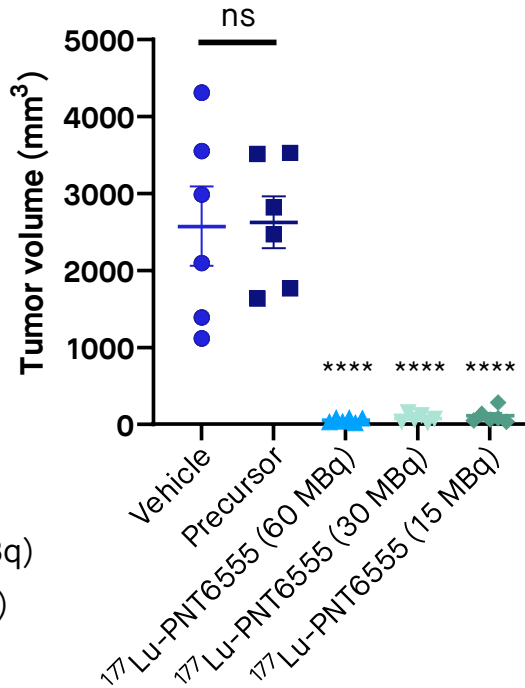 ns
Tumor volume (mm³)
5000
4000
3000
2000
1000
0
**** **** ****
Vehicle
Precursor
¹⁷⁷Lu-PNT6555 (60 MBq)
¹⁷⁷Lu-PNT6555 (30 MBq)
¹⁷⁷Lu-PNT6555 (15 MBq)
q)
)